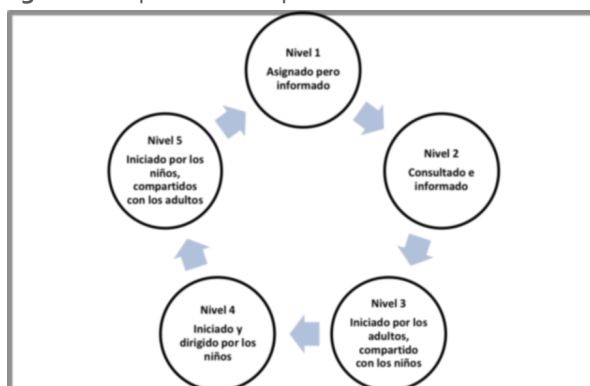 Nivel 1
Asignado pero
informado
Nivel 2
Consultado e
informado
Nivel 3
Iniciado por los
adultos,
compartido
con los niños
Nivel 4
Iniciado y
dirigido por los
niños
Nivel 5
Iniciado por los
niños,
compartidos
con los adultos